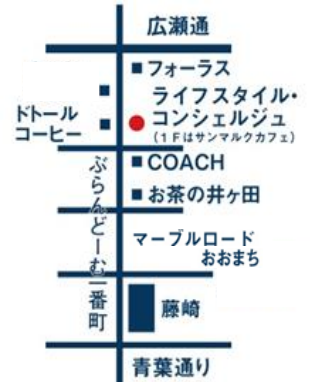 広瀬通
フォーラス
ライフスタイル・
コンシェルジュ
(1Fはサンマルクカフェ)
ドトール
コーヒー
COACH
お茶の井ヶ田
ぶらんどーむ一番町
マーブルロード
おおまち
藤崎
青葉通り